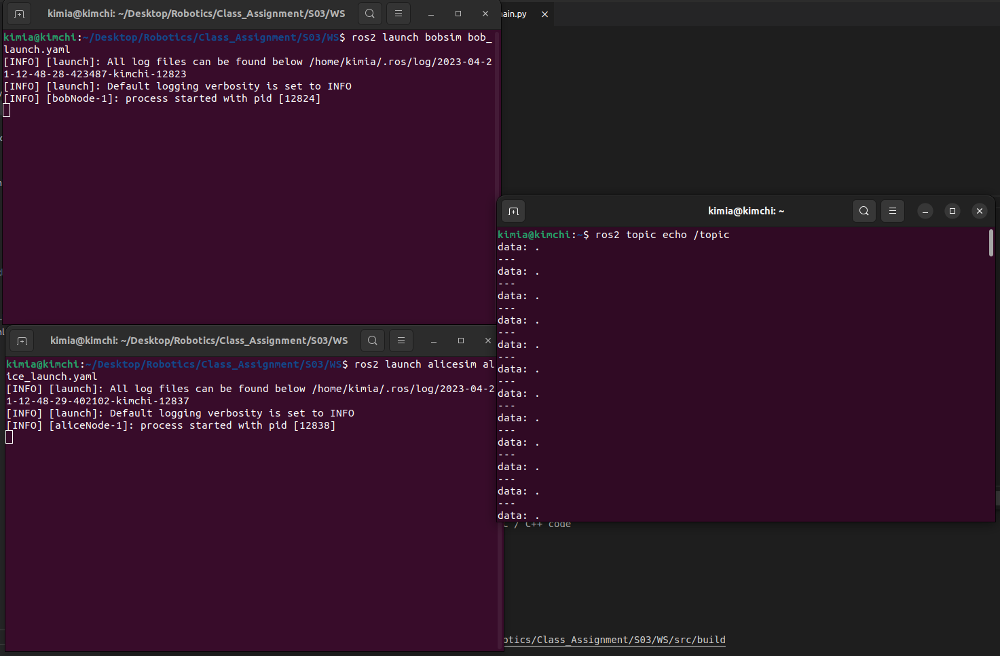 kimia@kimchi: ~/Desktop/Robotics/Class_Assignment/S03/WS
kimia@kimchi:~/Desktop/Robotics/Class_Assignment/S03/WS$ ros2 launch bobsim bob_
launch.yaml
[INFO] [launch]: All log files can be found below /home/kimia/.ros/log/2023-04-2
1-12-48-28-423487-kimchi-12823
[INFO] [launch]: Default logging verbosity is set to INFO
[INFO] [bobNode-1]: process started with pid [12824]
kimia@kimchi: ~
kimia@kimchi:~$ ros2 topic echo /topic
data: .
---
data: .
---
data: .
---
data: .
---
data: .
---
data: .
---
data: .
---
data: .
---
data: .
---
data: .
---
data: .
---
data: .
kimia@kimchi: ~/Desktop/Robotics/Class_Assignment/S03/WS
kimia@kimchi:~/Desktop/Robotics/Class_Assignment/S03/WS$ ros2 launch alicesim al
ice_launch.yaml
[INFO] [launch]: All log files can be found below /home/kimia/.ros/log/2023-04-2
1-12-48-29-402102-kimchi-12837
[INFO] [launch]: Default logging verbosity is set to INFO
[INFO] [aliceNode-1]: process started with pid [12838]
/ C++ code
otics/Class_Assignment/S03/WS/src/build